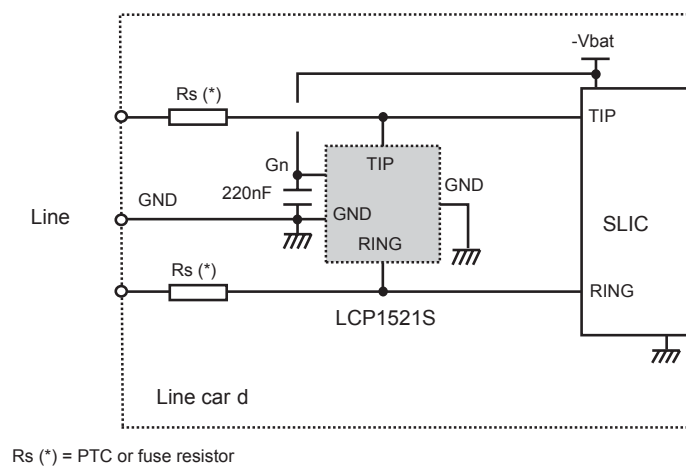 -Vbat
Rs (*)
TIP
Gn
TIP
220nF
GND
GND
GND
Line
SLIC
RING
Rs (*)
RING
LCP1521S
Line car d
Rs (*) = PTC or fuse resistor